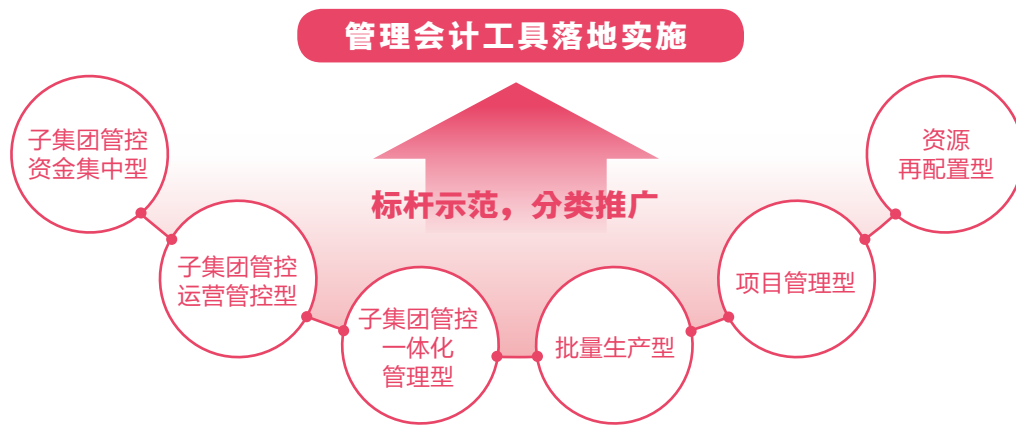 管理会计工具落地实施
子集团管控
资金集中型
资源
再配置型
标杆示范，分类推广
子集团管控
运营管控型
项目管理型
子集团管控
一体化
管理型
批量生产型